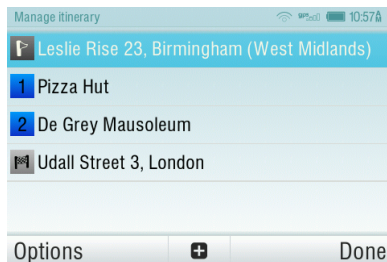 Manage itinerary
10:57A
Leslie Rise 23, Birmingham (West Midlands)
1 Pizza Hut
2 De Grey Mausoleum
Udall Street 3, London
Options
Done